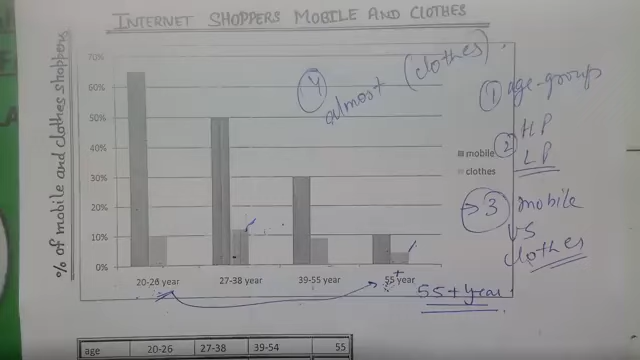 INTERNET SHOPPERS MOBILE AND CLOTHES
% of mobile and clothes shoppers
70%
60%
50%
40%
30%
20%
10%
0%
20-26 year
27-38 year
39-55 year
55+ year
mobile
clothes
4
almost (clothes)
1 age-groups
2 HP
LP
→ 3 mobile
vs
clothes
55+ year
age 20-26 27-38 39-54 55